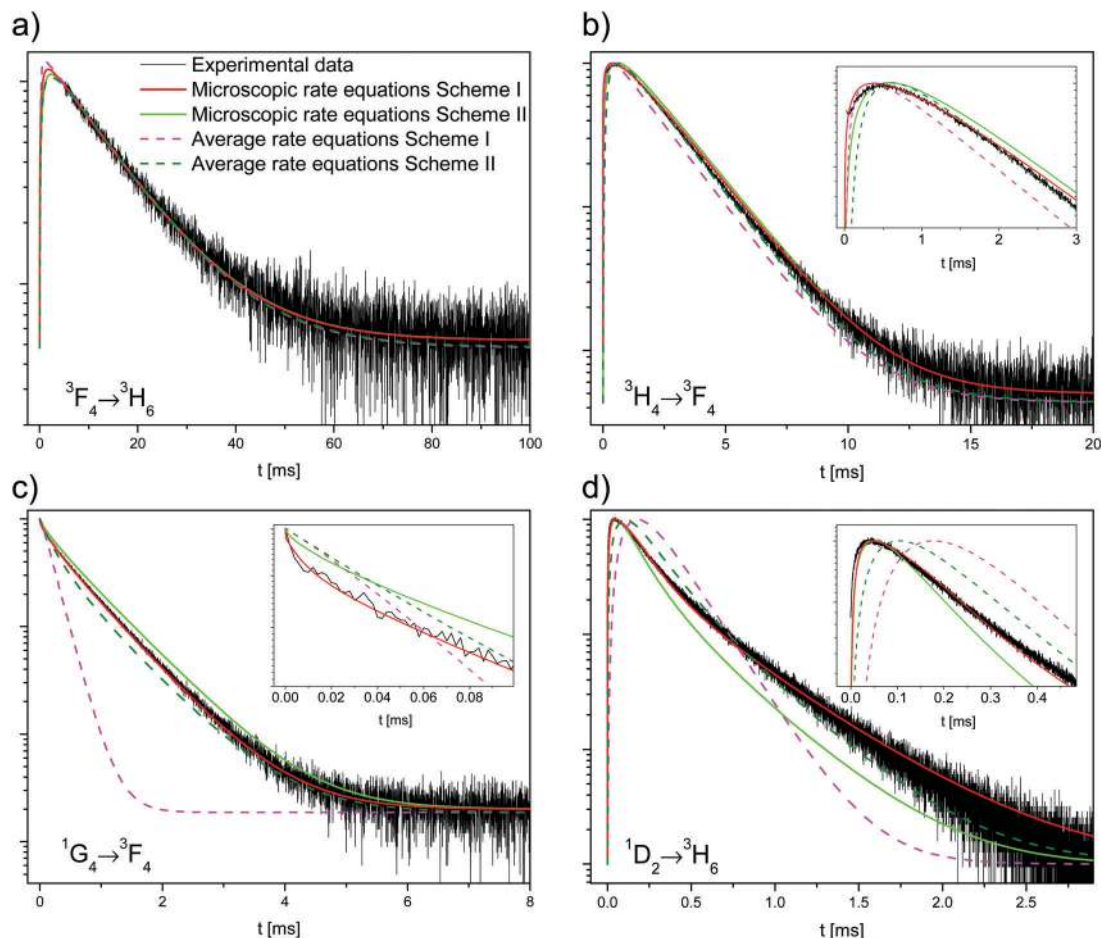 a)
Experimental data
Microscopic rate equations Scheme I
Microscopic rate equations Scheme II
Average rate equations Scheme I
Average rate equations Scheme II
³F₄→³H₆
0 20 40 60 80 100
t [ms]
b)
0 1 2 3
t [ms]
³H₄→³F₄
0 5 10 15 20
t [ms]
c)
0.00 0.02 0.04 0.06 0.08
t [ms]
¹G₄→³F₄
0 2 4 6 8
t [ms]
d)
0.0 0.1 0.2 0.3 0.4
t [ms]
¹D₂→³H₆
0.0 0.5 1.0 1.5 2.0 2.5
t [ms]